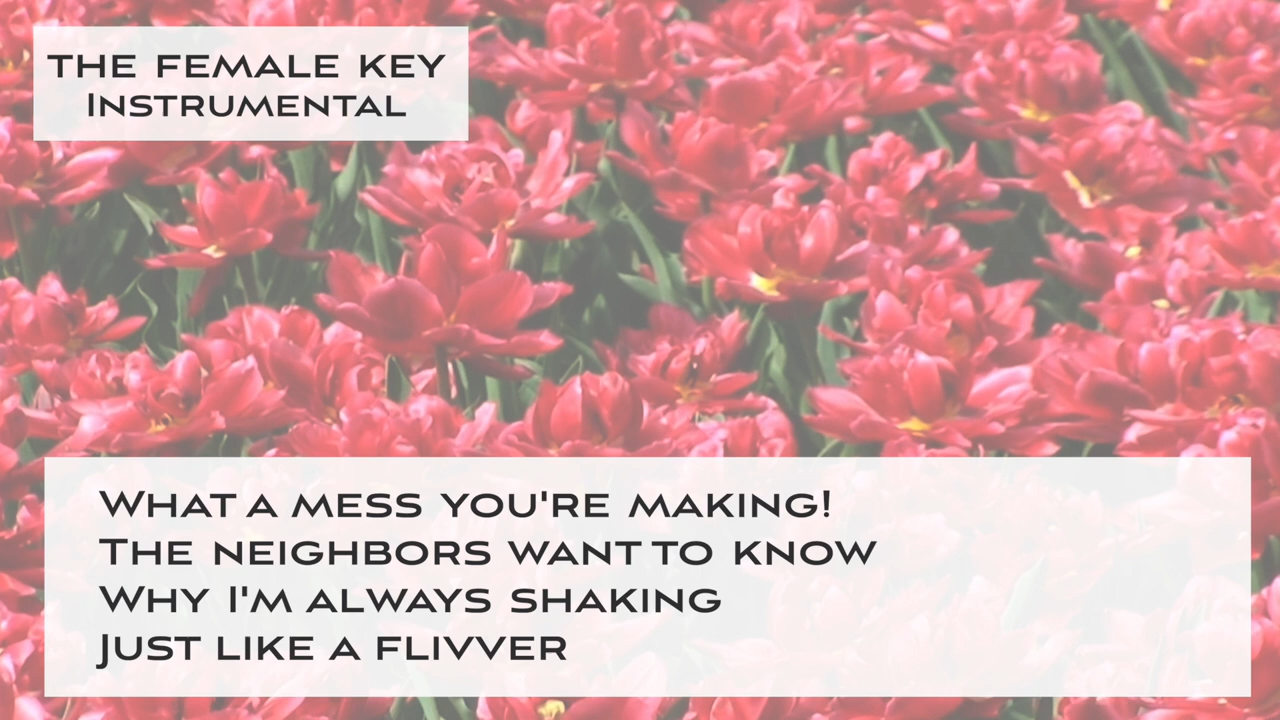 THE FEMALE KEY
INSTRUMENTAL
WHAT A MESS YOU'RE MAKING!
THE NEIGHBORS WANT TO KNOW
WHY I'M ALWAYS SHAKING
JUST LIKE A FLIVVER